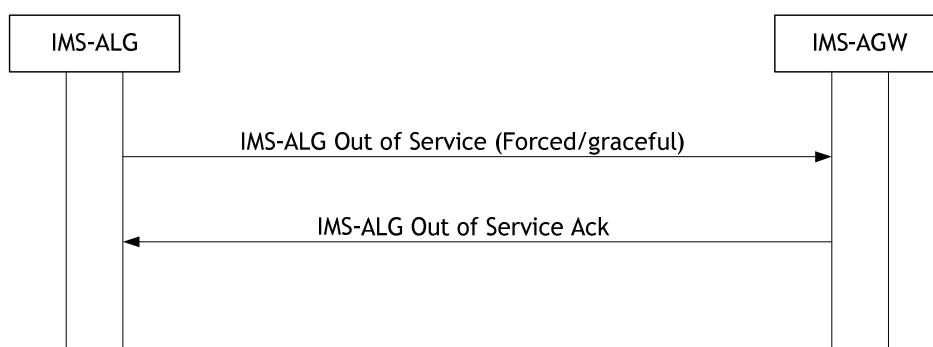 IMS-ALG
IMS-AGW
IMS-ALG Out of Service (Forced/graceful)
IMS-ALG Out of Service Ack